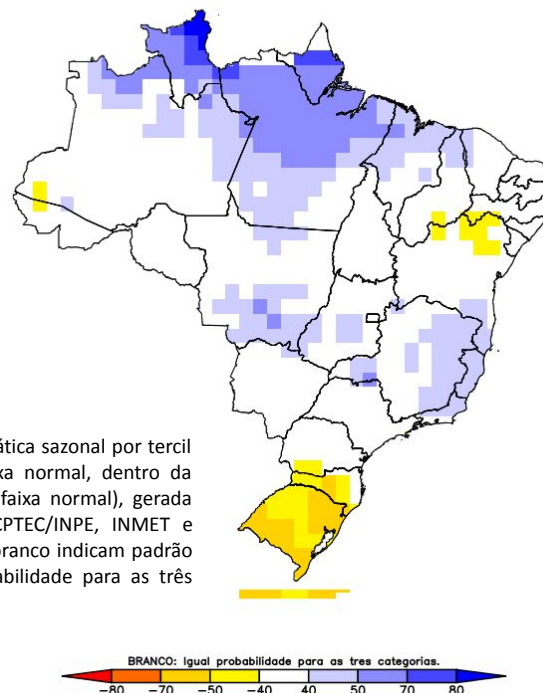 ática sazonal por tercil
xa normal, dentro da
faixa normal), gerada
CPTEC/INPE, INMET e
branco indicam padrão
abilidade para as três
BRANCO: Igual probabilidade para as tres categorias.
−80 −70 −50 −40 40 50 70 80